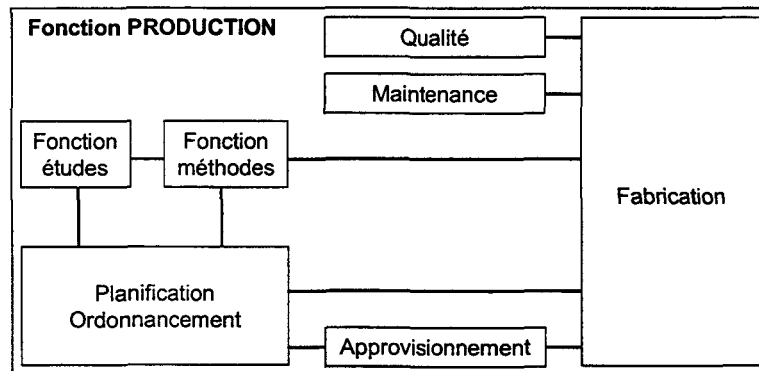 Fonction PRODUCTION
Qualité
Maintenance
Fonction
études
Fonction
méthodes
Fabrication
Planification
Ordonnancement
Approvisionnement